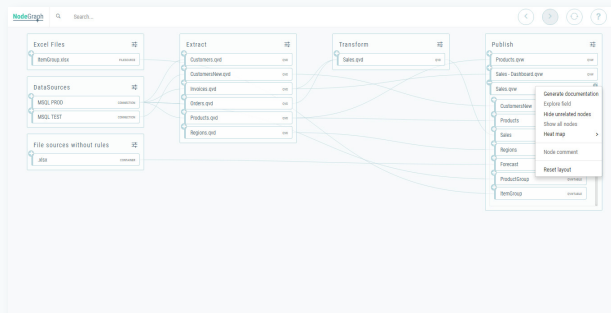 NodeGraph
Search...
Excel Files
ItemGroup.xlsx
DataSources
MSQL PROD
MSQL TEST
File sources without rules
.xlsx
Extract
Customers.qvd
CustomersNew.qvd
Invoices.qvd
Orders.qvd
Products.qvd
Regions.qvd
Transform
Sales.qvd
Publish
Products.qvw
Sales - Dashboard.qvw
Sales.qvw
CustomersNew
Products
Sales
Regions
Forecast
ProductGroup
ItemGroup
Generate documentation
Explore field
Hide unrelated nodes
Show all nodes
Heat map
Node comment
Reset layout